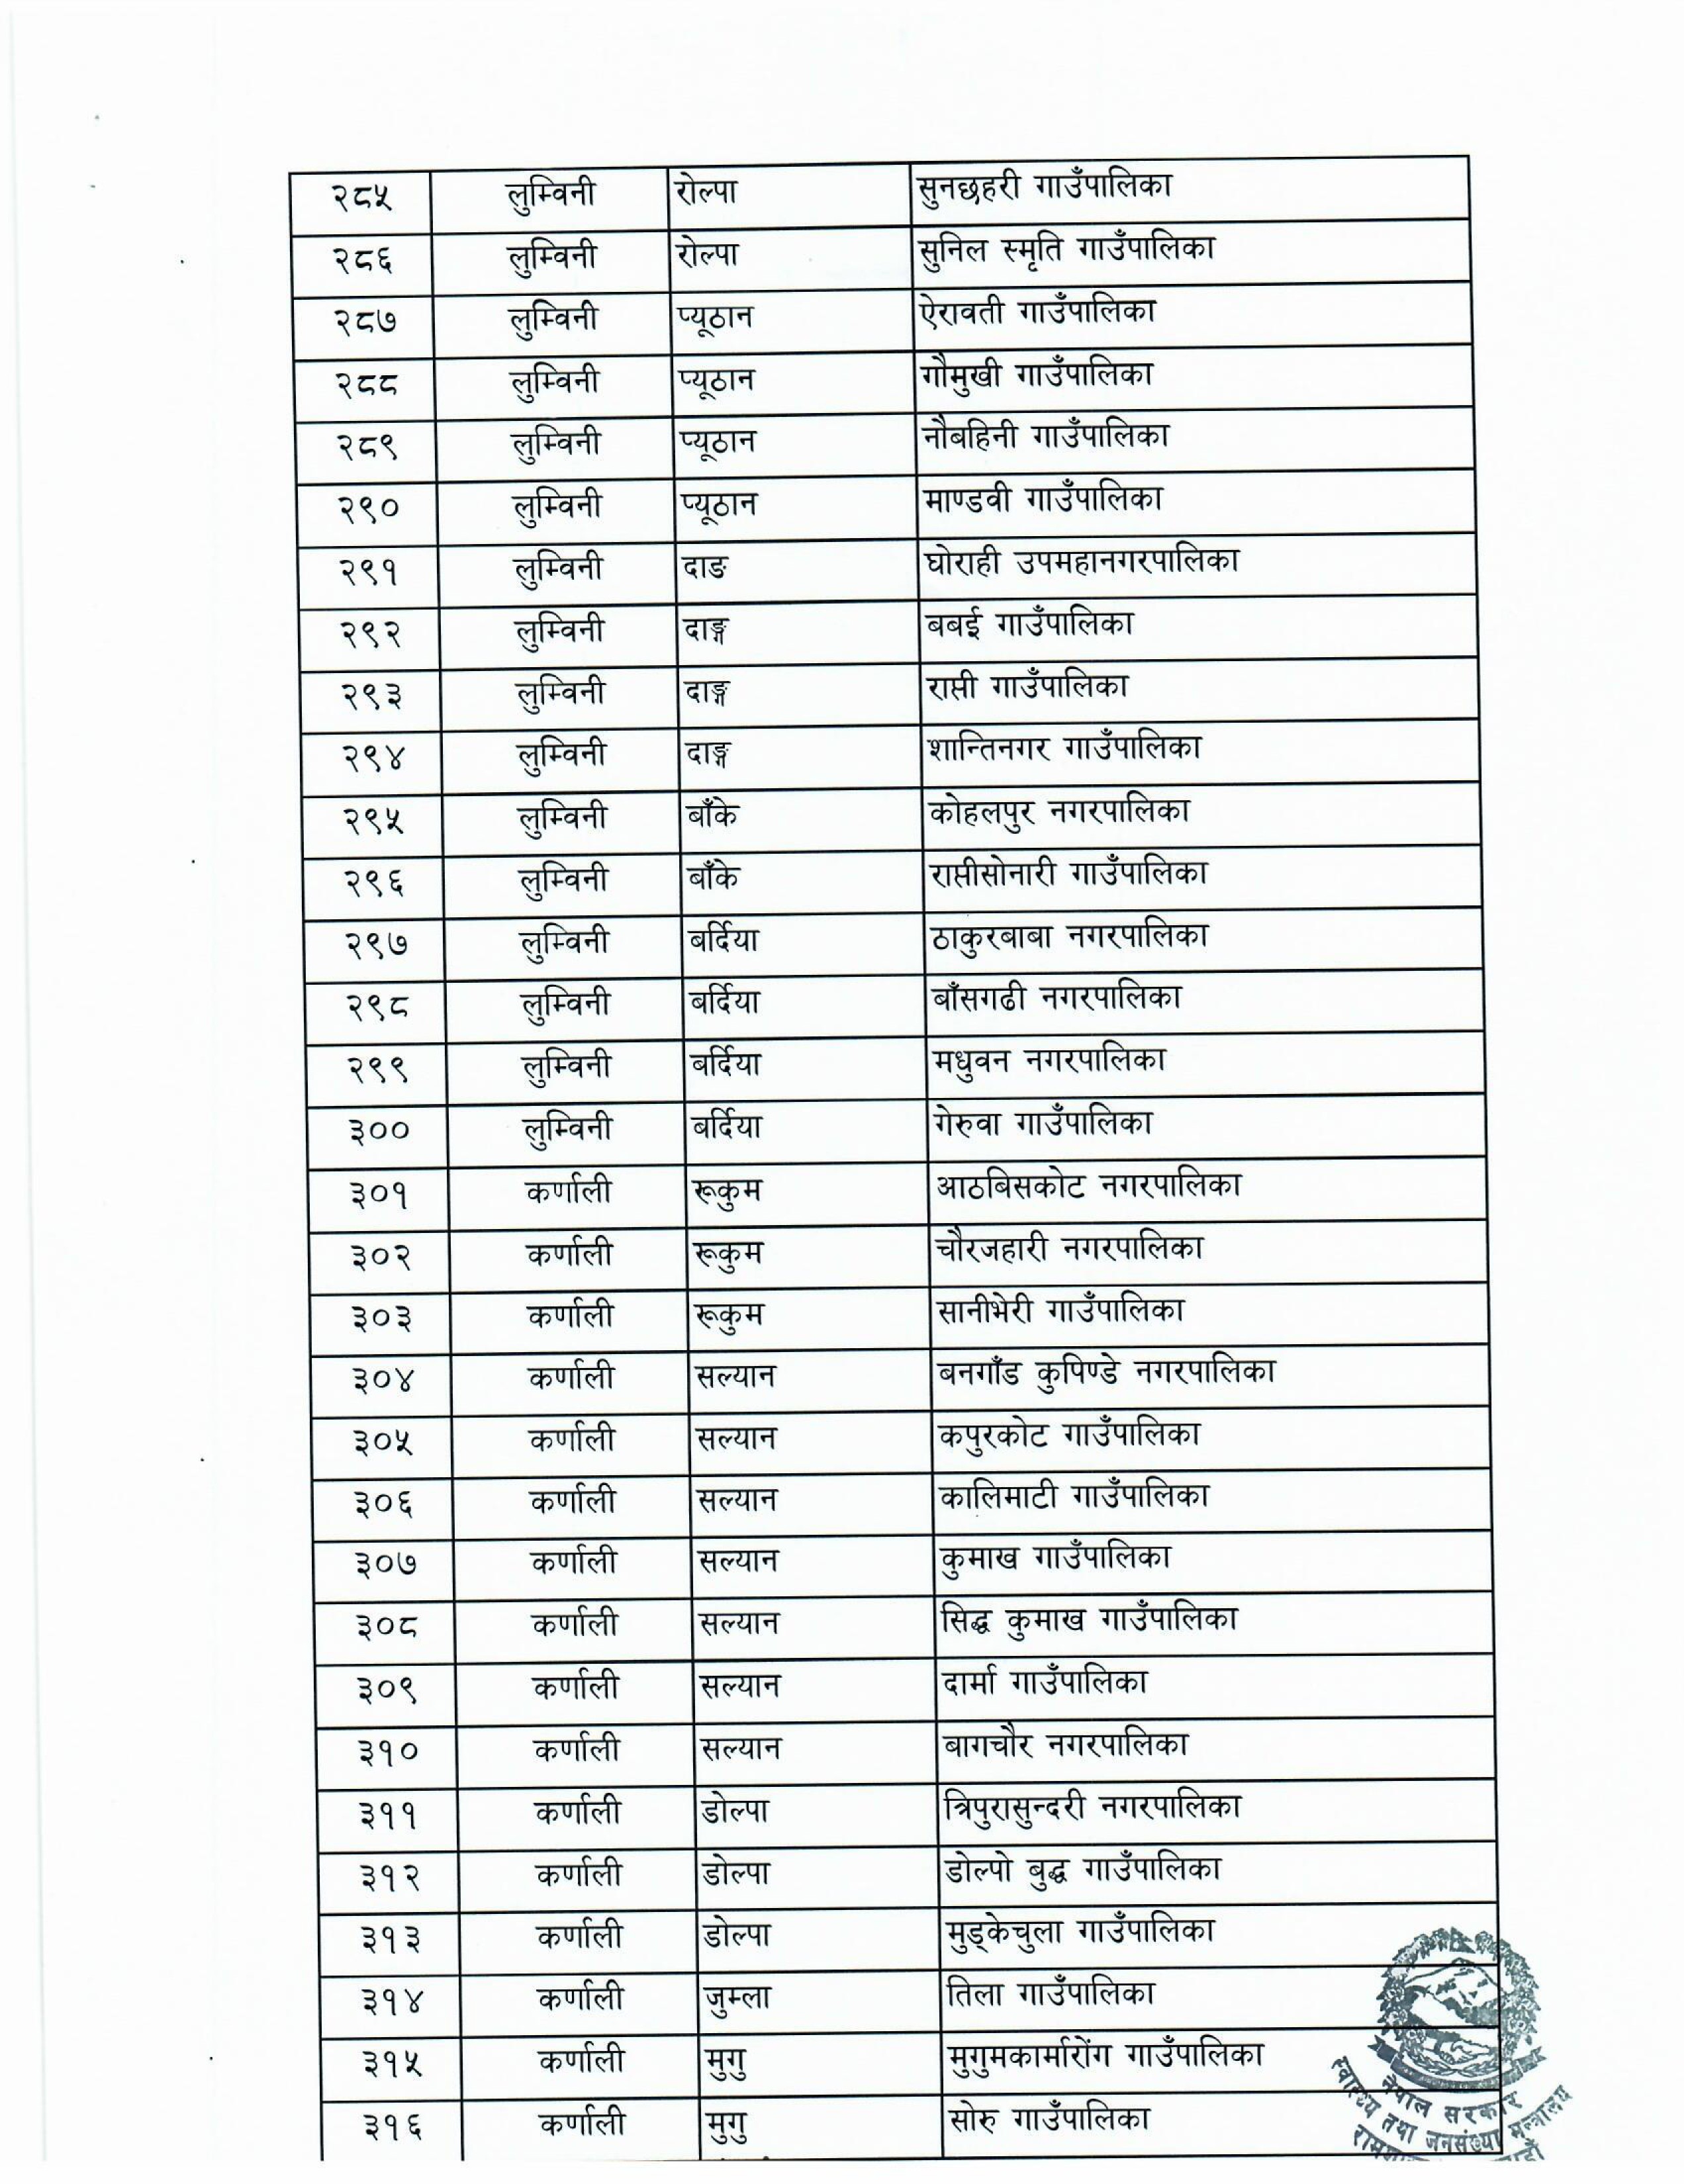 २८५ लुम्विनी रोल्पा सुनछहरी गाउँपालिका
२८६ लुम्विनी रोल्पा सुनिल स्मृति गाउँपालिका
२८७ लुम्विनी प्यूठान ऐरावती गाउँपालिका
२८८ लुम्विनी प्यूठान गौमुखी गाउँपालिका
२८९ लुम्विनी प्यूठान नौबहिनी गाउँपालिका
२९० लुम्विनी प्यूठान माण्डवी गाउँपालिका
२९१ लुम्विनी दाङ घोराही उपमहानगरपालिका
२९२ लुम्विनी दाङ्ग बबई गाउँपालिका
२९३ लुम्विनी दाङ्ग राप्ती गाउँपालिका
२९४ लुम्विनी दाङ्ग शान्तिनगर गाउँपालिका
२९५ लुम्विनी बाँके कोहलपुर नगरपालिका
२९६ लुम्विनी बाँके राप्तीसोनारी गाउँपालिका
२९७ लुम्विनी बर्दिया ठाकुरबाबा नगरपालिका
२९८ लुम्विनी बर्दिया बाँसगढी नगरपालिका
२९९ लुम्विनी बर्दिया मधुवन नगरपालिका
३०० लुम्विनी बर्दिया गेरुवा गाउँपालिका
३०१ कर्णाली रूकुम आठबिसकोट नगरपालिका
३०२ कर्णाली रूकुम चौरजहारी नगरपालिका
३०३ कर्णाली रूकुम सानीभेरी गाउँपालिका
३०४ कर्णाली सल्यान बनगाँड कुपिण्डे नगरपालिका
३०५ कर्णाली सल्यान कपुरकोट गाउँपालिका
३०६ कर्णाली सल्यान कालिमाटी गाउँपालिका
३०७ कर्णाली सल्यान कुमाख गाउँपालिका
३०८ कर्णाली सल्यान सिद्ध कुमाख गाउँपालिका
३०९ कर्णाली सल्यान दार्मा गाउँपालिका
३१० कर्णाली सल्यान बागचौर नगरपालिका
३११ कर्णाली डोल्पा त्रिपुरासुन्दरी नगरपालिका
३१२ कर्णाली डोल्पा डोल्पो बुद्ध गाउँपालिका
३१३ कर्णाली डोल्पा मुड्केचुला गाउँपालिका
३१४ कर्णाली जुम्ला तिला गाउँपालिका
३१५ कर्णाली मुगु मुगुमकार्मारोंग गाउँपालिका
३१६ कर्णाली मुगु सोरु गाउँपालिका
नेपाल सरकार
स्वास्थ्य तथा जनसंख्या मन्त्रालय